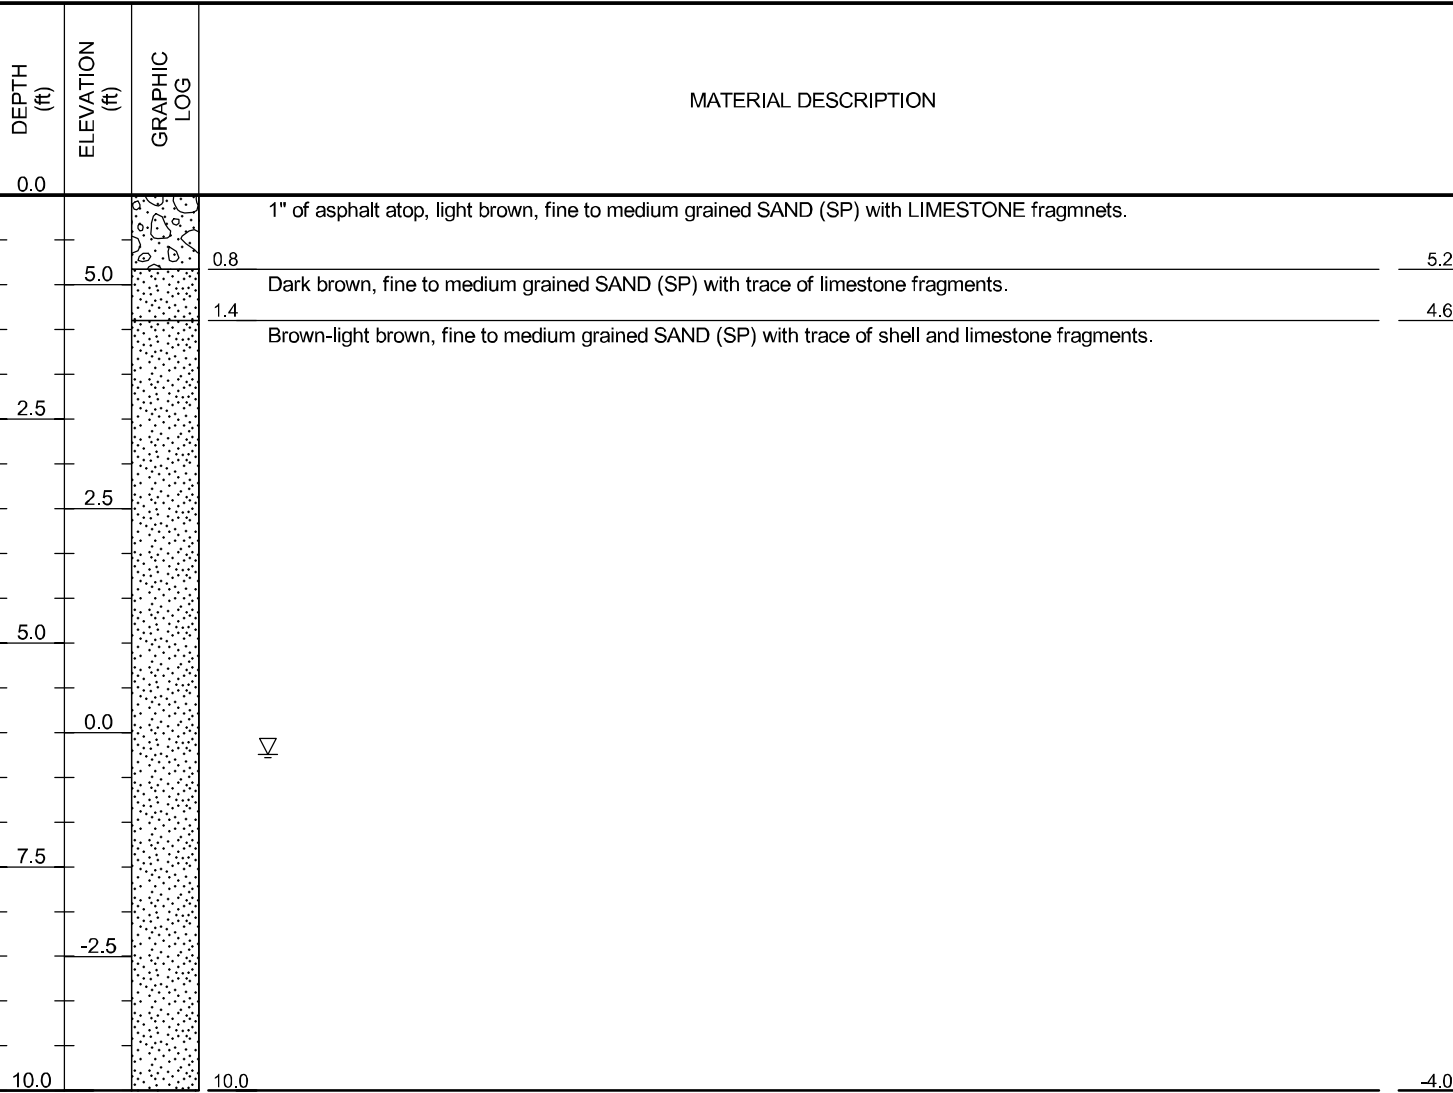 DEPTH
(ft)
ELEVATION
(ft)
GRAPHIC
LOG
MATERIAL DESCRIPTION
0.0
1" of asphalt atop, light brown, fine to medium grained SAND (SP) with LIMESTONE fragmnets.
0.8 5.2
5.0
Dark brown, fine to medium grained SAND (SP) with trace of limestone fragments.
1.4 4.6
Brown-light brown, fine to medium grained SAND (SP) with trace of shell and limestone fragments.
2.5
2.5
5.0
0.0
7.5
-2.5
10.0 10.0 -4.0